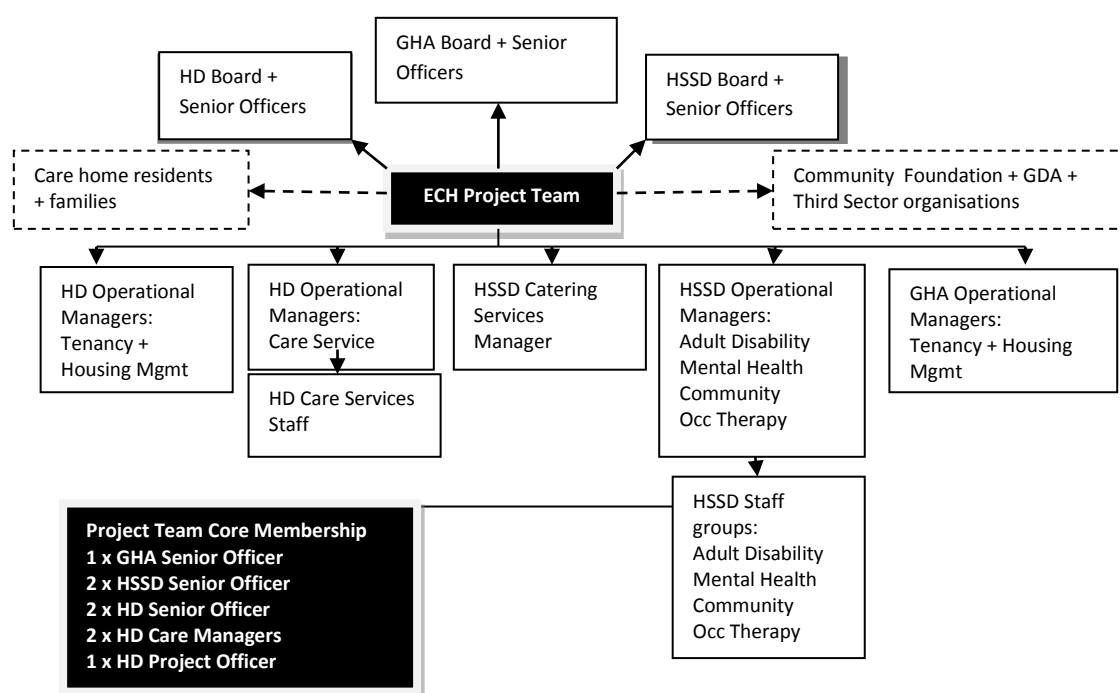 GHA Board + Senior
Officers
HD Board +
Senior Officers
HSSD Board +
Senior Officers
Care home residents
+ families
ECH Project Team
Community Foundation + GDA +
Third Sector organisations
HD Operational
Managers:
Tenancy +
Housing Mgmt
HD Operational
Managers:
Care Service
HSSD Catering
Services
Manager
HSSD Operational
Managers:
Adult Disability
Mental Health
Community
Occ Therapy
GHA Operational
Managers:
Tenancy + Housing
Mgmt
HD Care Services
Staff
HSSD Staff
groups:
Adult Disability
Mental Health
Community
Occ Therapy
Project Team Core Membership
1 x GHA Senior Officer
2 x HSSD Senior Officer
2 x HD Senior Officer
2 x HD Care Managers
1 x HD Project Officer